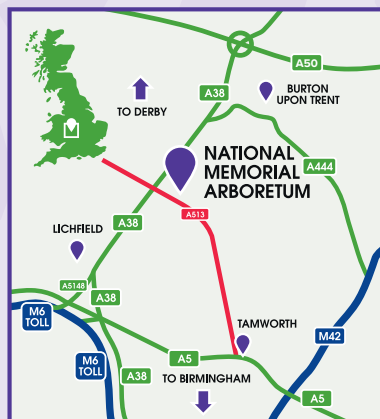 A50
A38
BURTON
UPON TRENT
TO DERBY
NATIONAL
MEMORIAL
ARBORETUM
A444
A513
A38
LICHFIELD
A5148
A38
M6
TOLL
TAMWORTH
M42
M6
TOLL
A5
A38
TO BIRMINGHAM
A5